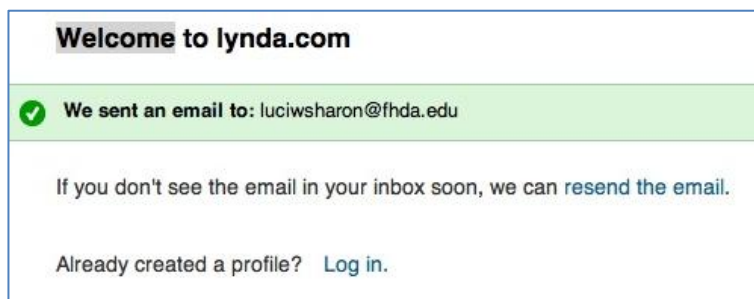 Welcome to lynda.com
We sent an email to: luciwsharon@fhda.edu
If you don't see the email in your inbox soon, we can resend the email.
Already created a profile? Log in.